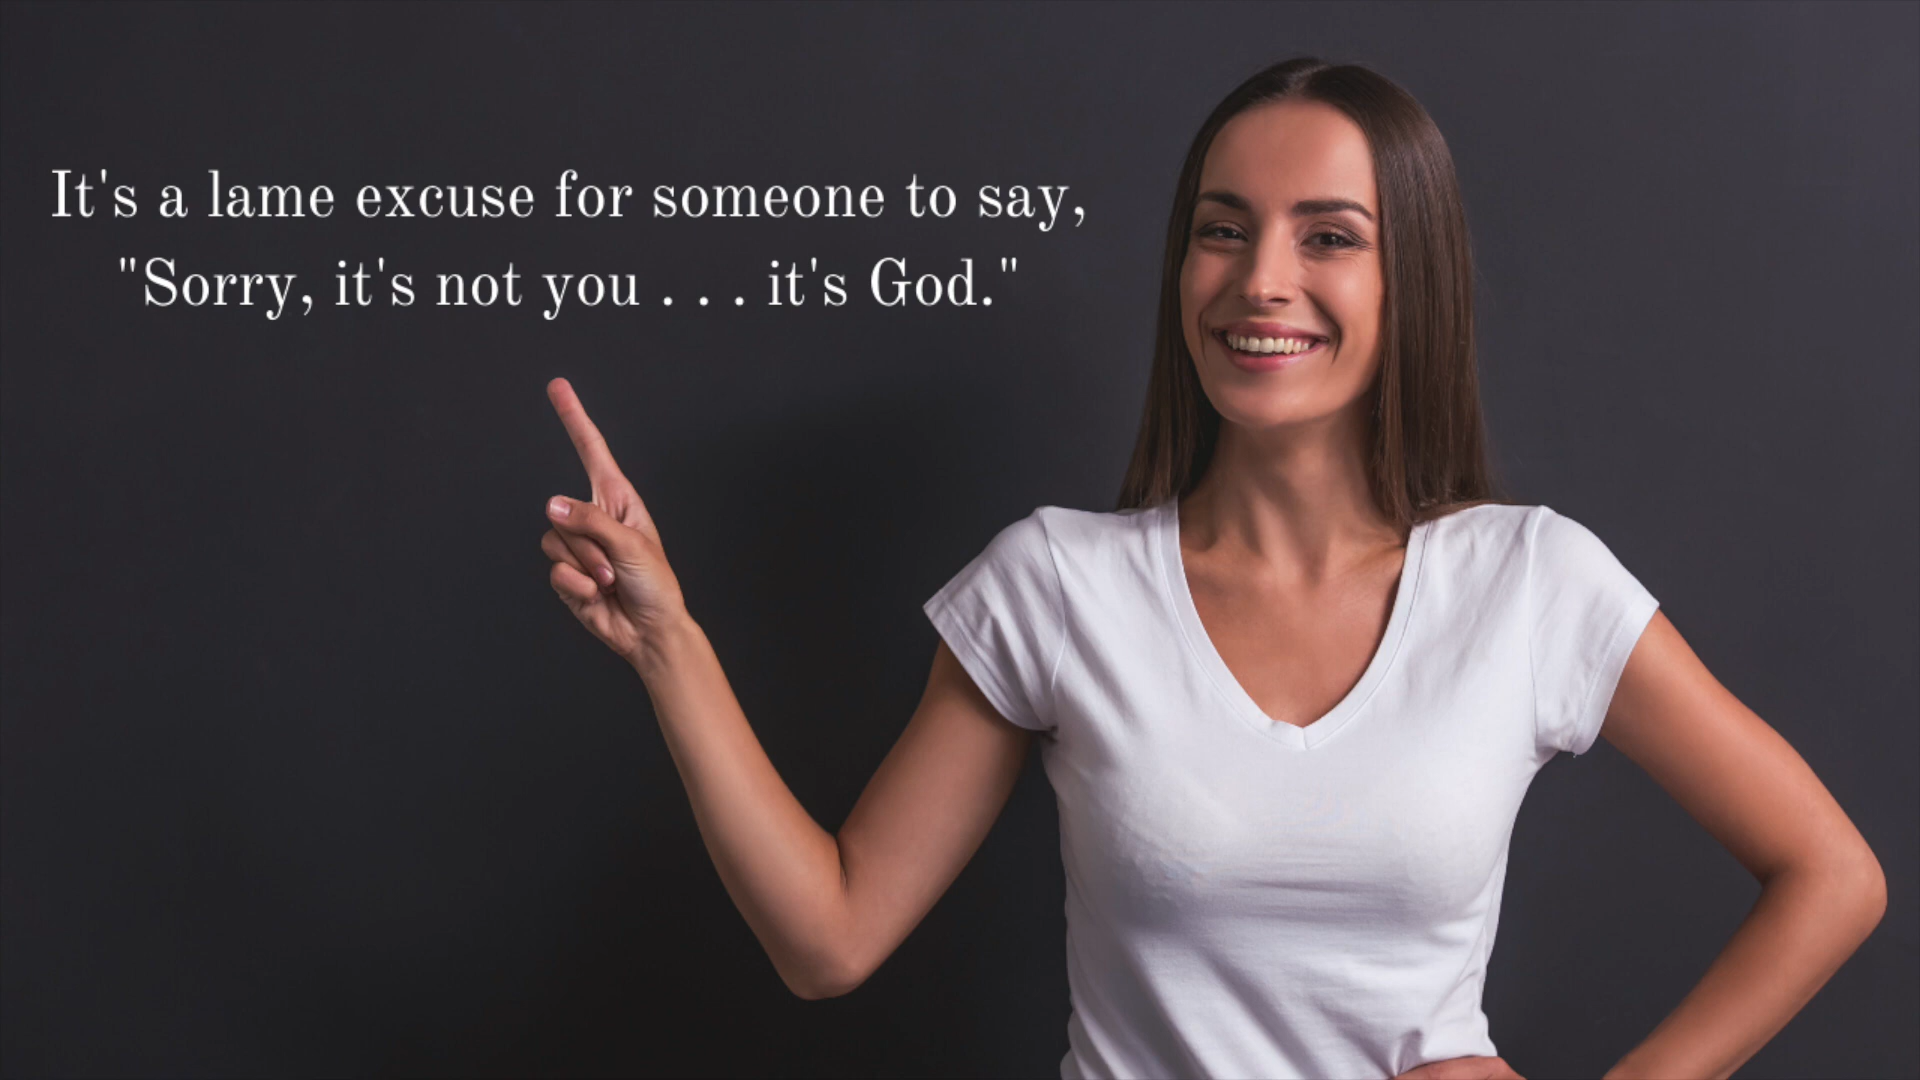 It's a lame excuse for someone to say,
"Sorry, it's not you . . . it's God."